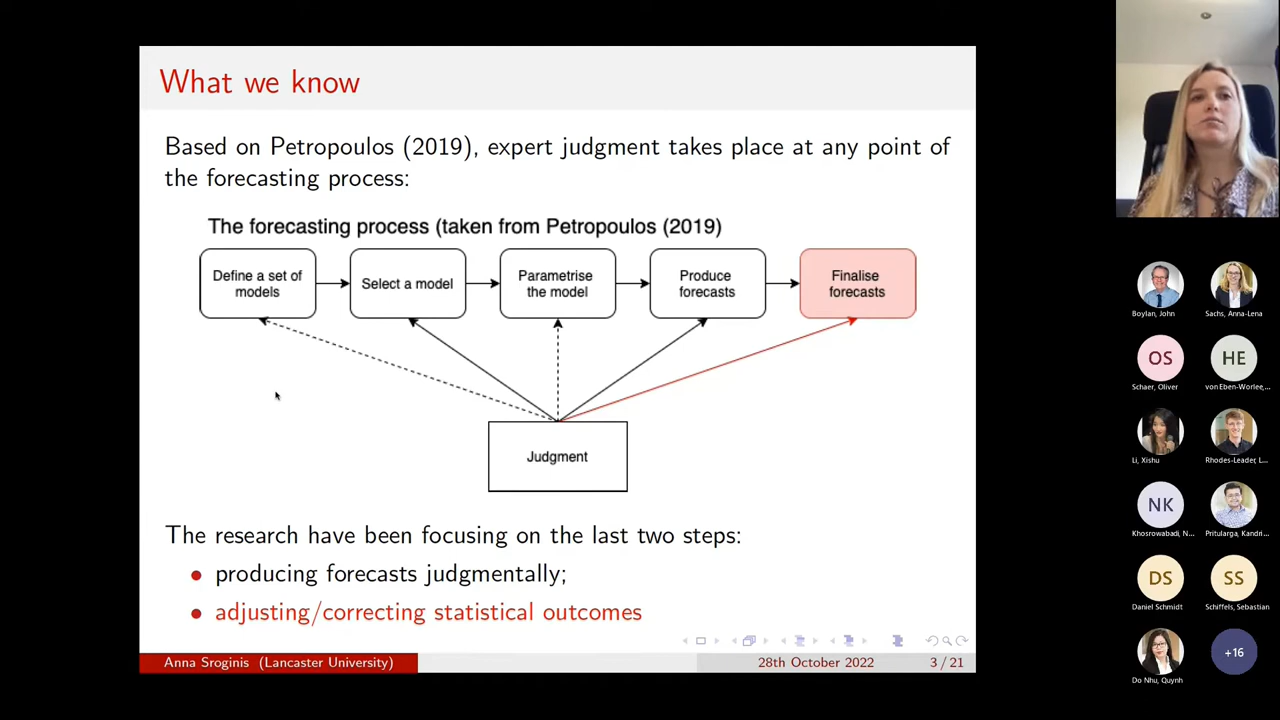 What we know
Based on Petropoulos (2019), expert judgment takes place at any point of
the forecasting process:
The forecasting process (taken from Petropoulos (2019)
Define a set of
models
Select a model
Parametrise
the model
Produce
forecasts
Finalise
forecasts
Judgment
The research have been focusing on the last two steps:
producing forecasts judgmentally;
adjusting/correcting statistical outcomes
Anna Sroginis (Lancaster University)
28th October 2022
3 / 21
Boylan, John
Sachs, Anna-Lena
OS
Schaer, Oliver
HE
von Eben-Worlee,...
Li, Xishu
Rhodes-Leader, L...
NK
Khosrowabadi, N...
Pritularga, Kandri...
DS
Daniel Schmidt
SS
Schiffels, Sebastian
Do Nhu, Quynh
+16